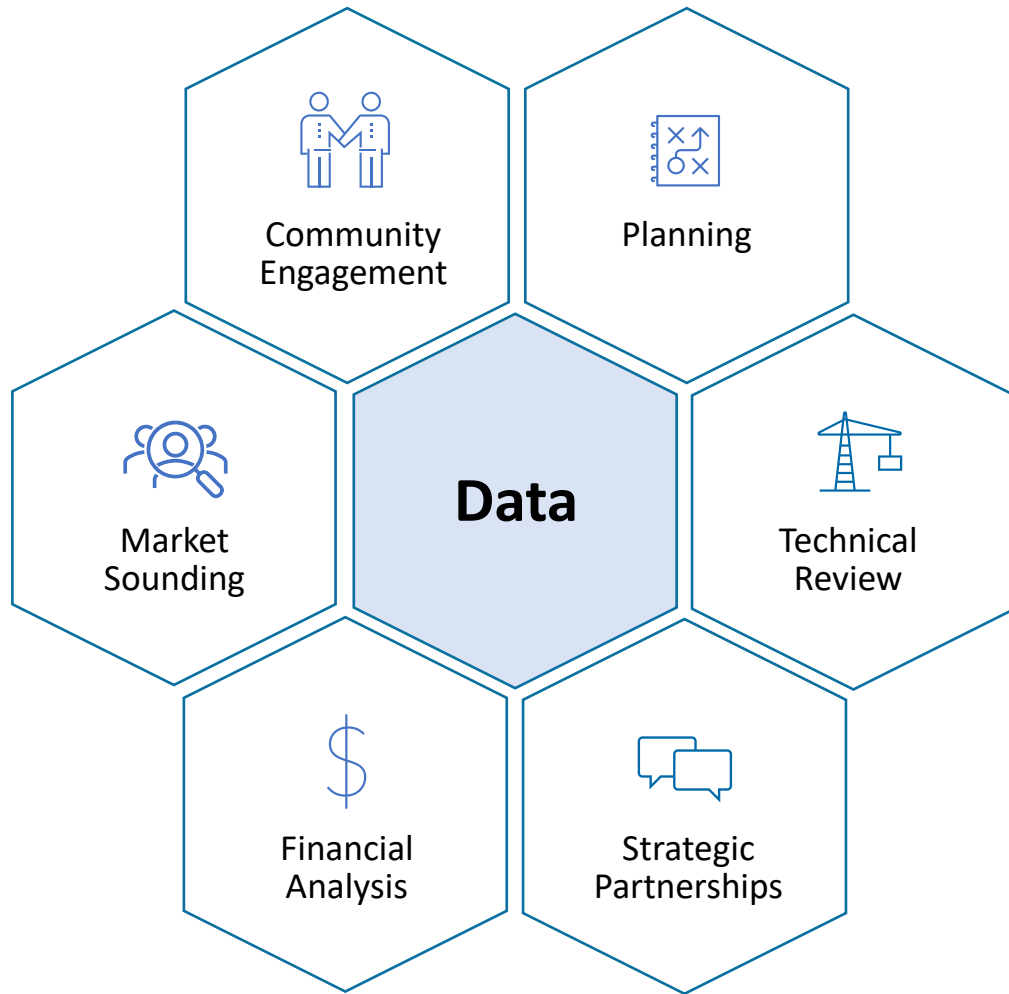 Community
Engagement
Planning
Market
Sounding
Data
Technical
Review
Financial
Analysis
Strategic
Partnerships